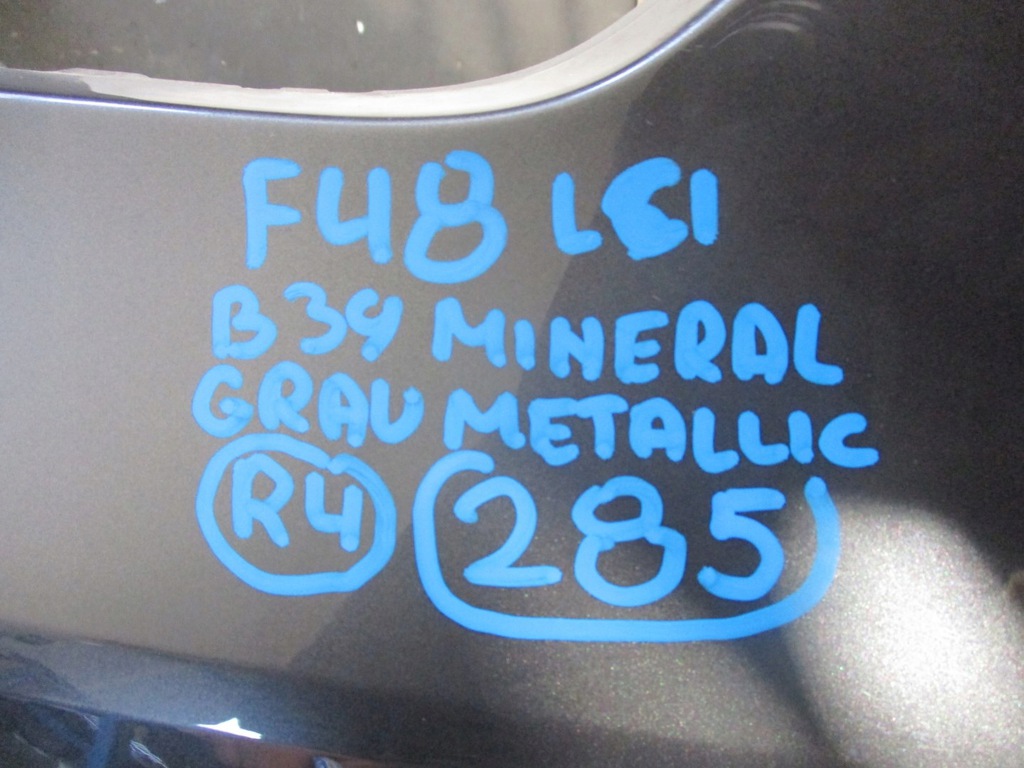 F48 LCI
B39 MINERAL
GRAU METALLIC
R4 285